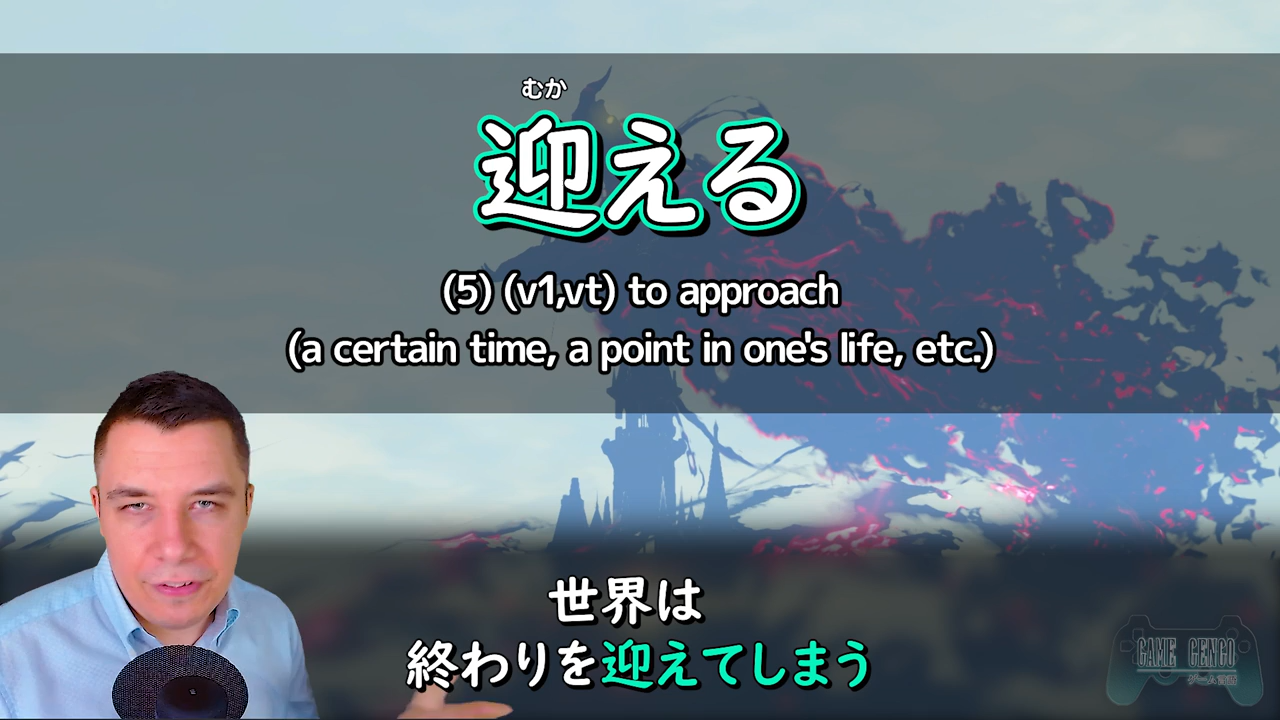 むか
迎える
(5) (v1,vt) to approach
(a certain time, a point in one's life, etc.)
世界は
終わりを迎えてしまう
GAME GENGO
ゲーム言語